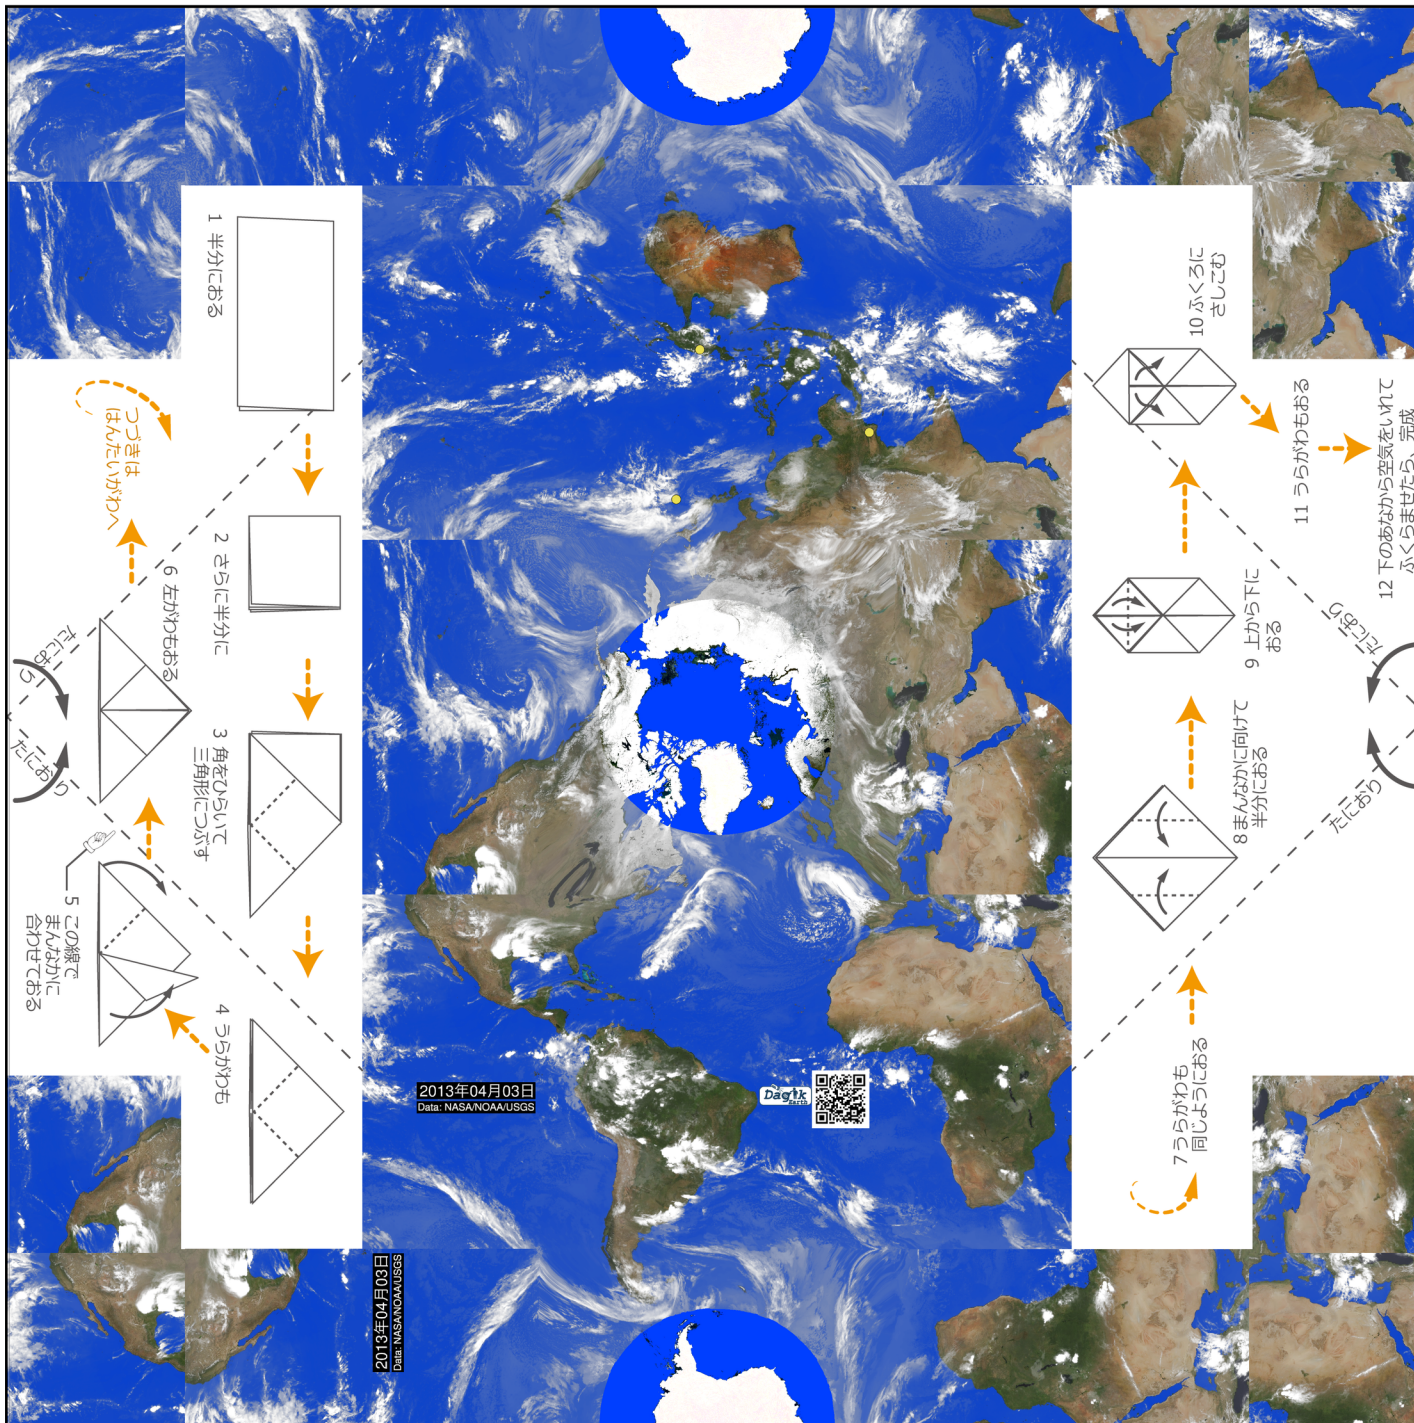 1 半分におる
2 さらに半分に
3 角をひらいて
三角形につぶす
4 うらがわも
5 この線で
まんなかに
合わせておる
6 左がわもおる
つづきは
はんたいがわへ
たにおり
たにおり
7 うらがわも
同じようにおる
8 まんなかに向けて
半分におる
9 上から下に
おる
10 ふくろに
さしこむ
11 うらがわもおる
12 下のあなから空気をいれて
ふくらませたら、完成
たにおり
たにおり
2013年04月03日
Data: NASA/NOAA/USGS
Dagik
Earth
2013年04月03日
Data: NASA/NOAA/USGS